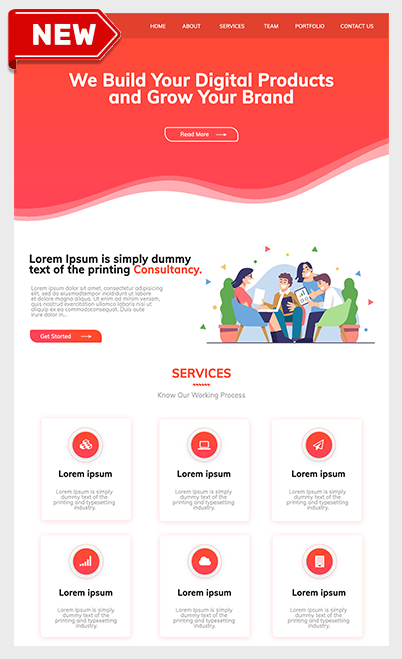 NEW
HOME ABOUT SERVICES TEAM PORTFOLIO CONTACT US
We Build Your Digital Products
and Grow Your Brand
Read More
Lorem Ipsum is simply dummy
text of the printing Consultancy.
Lorem ipsum dolor sit amet, consectetur adipisicing
elit, sed do eiusmodtempor incididunt ut labore
et dolore magna aliqua. Ut enim ad minim veniam,
quis nostrud exercitation ullamco laboris nisi ut
aliquip ex ea commodoconsequat. Duis aute
irure dolor in...
Get Started
SERVICES
Know Our Working Process
Lorem ipsum
Lorem Ipsum is simply
dummy text of the
printing and typesetting
industry.
Lorem ipsum
Lorem Ipsum is simply
dummy text of the
printing and typesetting
industry.
Lorem ipsum
Lorem Ipsum is simply
dummy text of the
printing and typesetting
industry.
Lorem ipsum
Lorem Ipsum is simply
dummy text of the
printing and typesetting
industry.
Lorem ipsum
Lorem Ipsum is simply
dummy text of the
printing and typesetting
industry.
Lorem ipsum
Lorem Ipsum is simply
dummy text of the
printing and typesetting
industry.